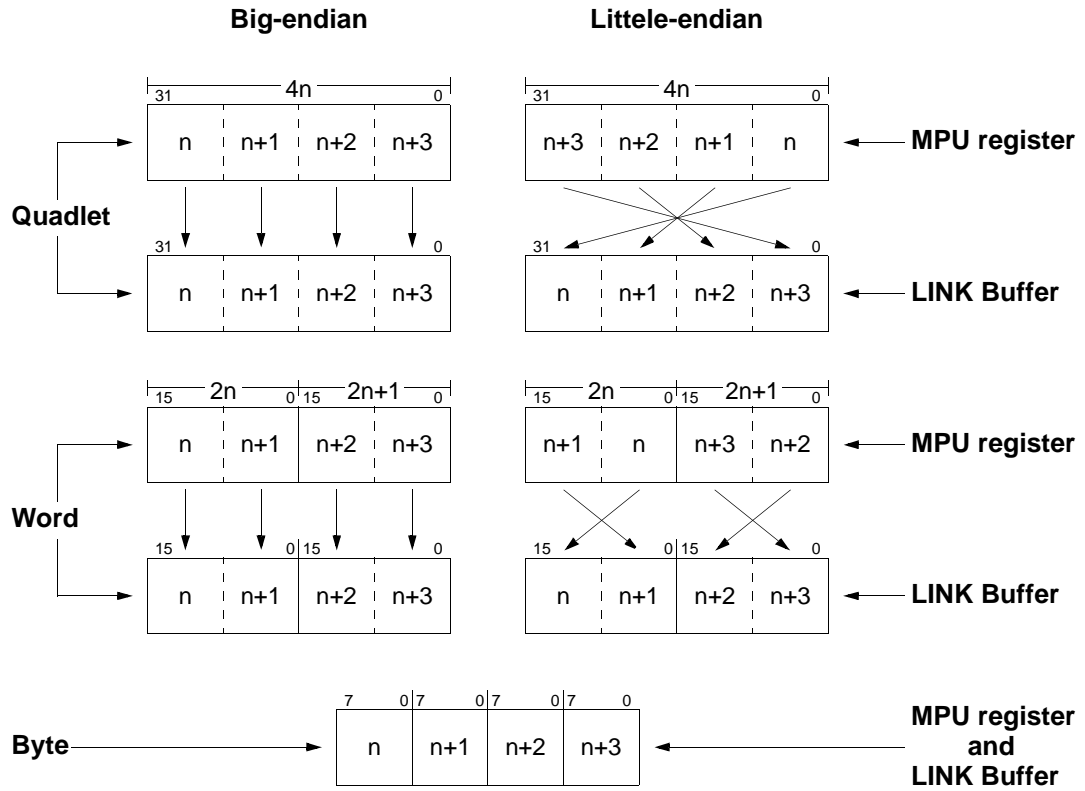 Big-endian Littele-endian
4n 4n
31 0 31 0
n n+1 n+2 n+3 n+3 n+2 n+1 n MPU register
Quadlet
31 0 31 0
n n+1 n+2 n+3 n n+1 n+2 n+3 LINK Buffer
2n 2n+1 2n 2n+1
15 0 15 0 15 0 15 0
n n+1 n+2 n+3 n+1 n n+3 n+2 MPU register
Word
15 0 15 0 15 0 15 0
n n+1 n+2 n+3 n n+1 n+2 n+3 LINK Buffer
7 0 7 0 7 0 7 0
Byte n n+1 n+2 n+3 MPU register
and
LINK Buffer